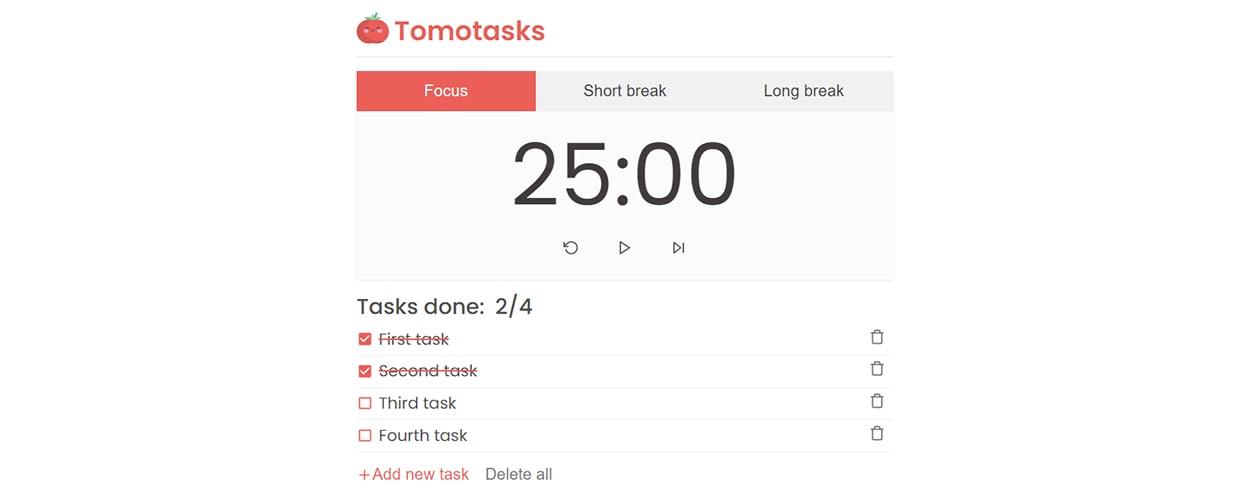 Tomotasks
Focus Short break Long break
25:00
Tasks done: 2/4
First task
Second task
Third task
Fourth task
+Add new task Delete all